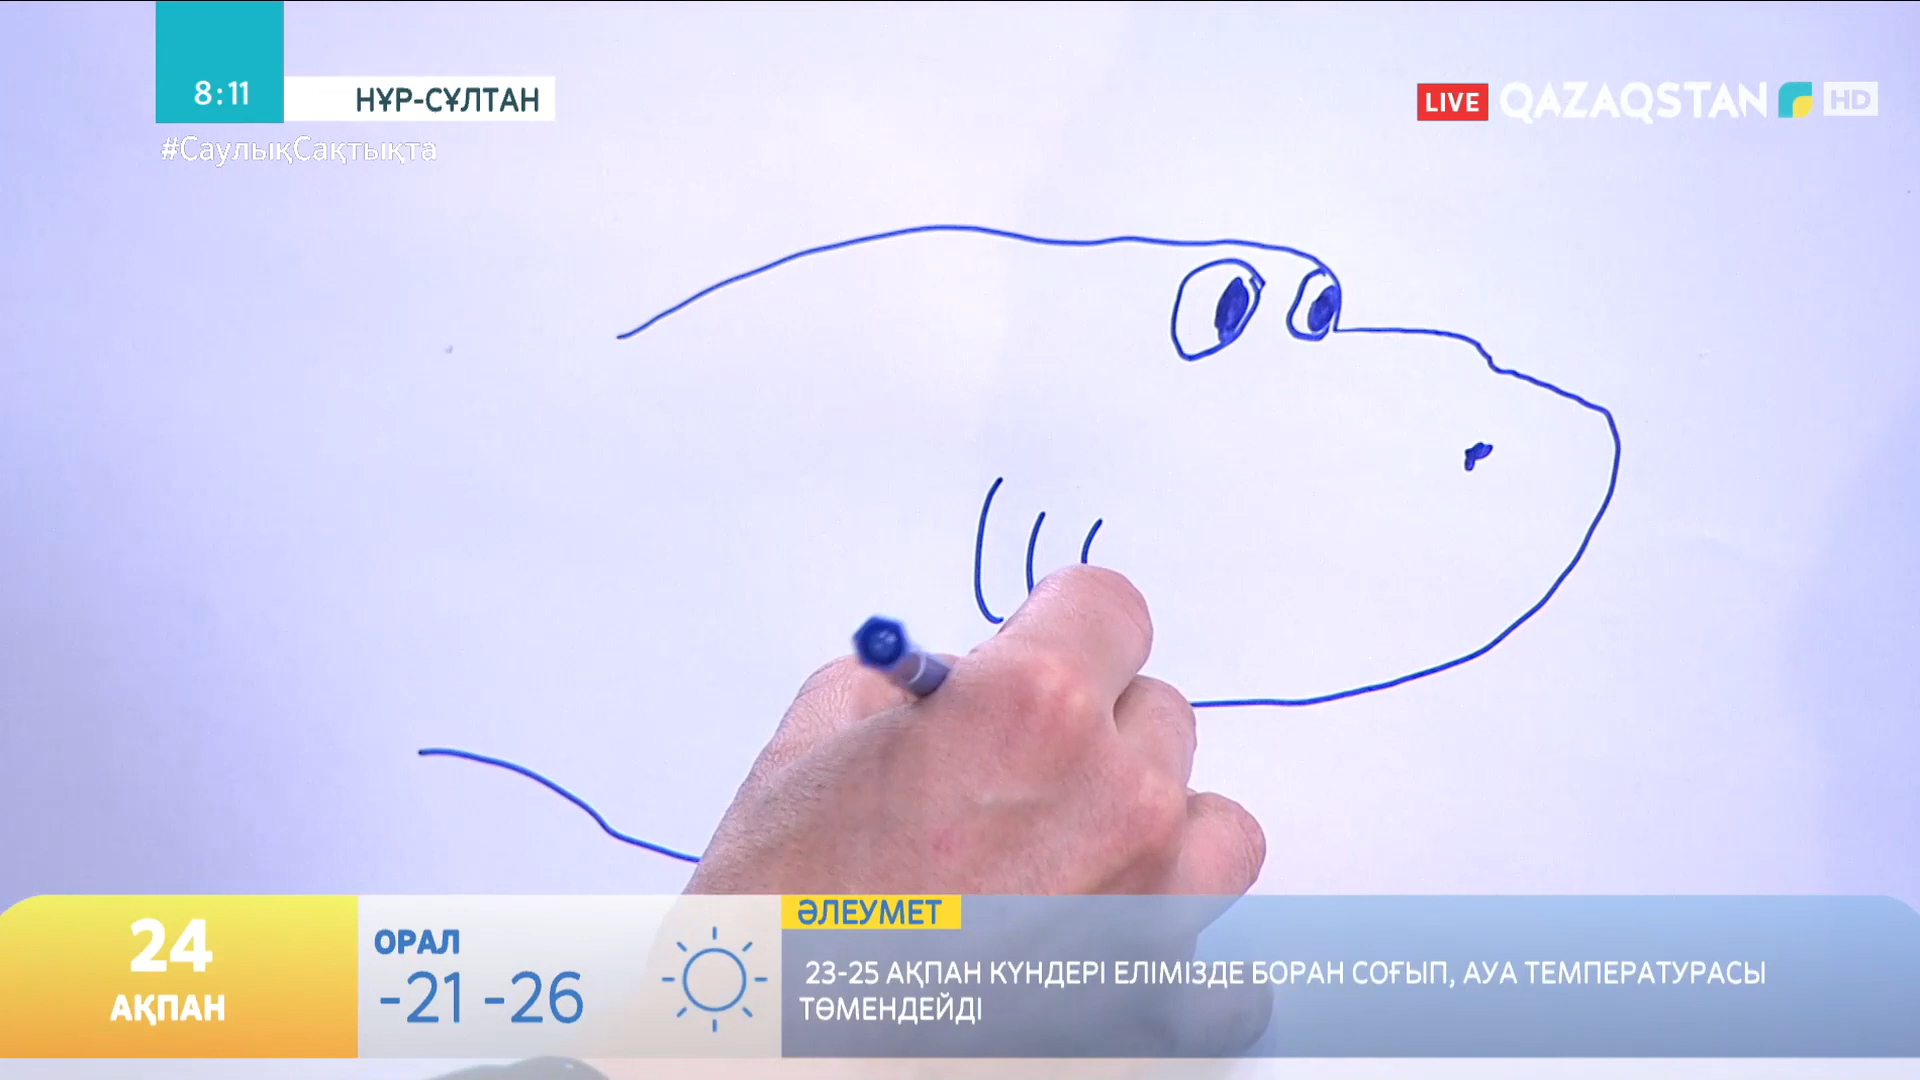 8:11
НҰР-СҰЛТАН
LIVE QAZAQSTAN HD
#СаулықСақтықта
24
АҚПАН
ОРАЛ
-21 -26
ӘЛЕУМЕТ
23-25 АҚПАН КҮНДЕРІ ЕЛІМІЗДЕ БОРАН СОҒЫП, АУА ТЕМПЕРАТУРАСЫ
ТӨМЕНДЕЙДІ